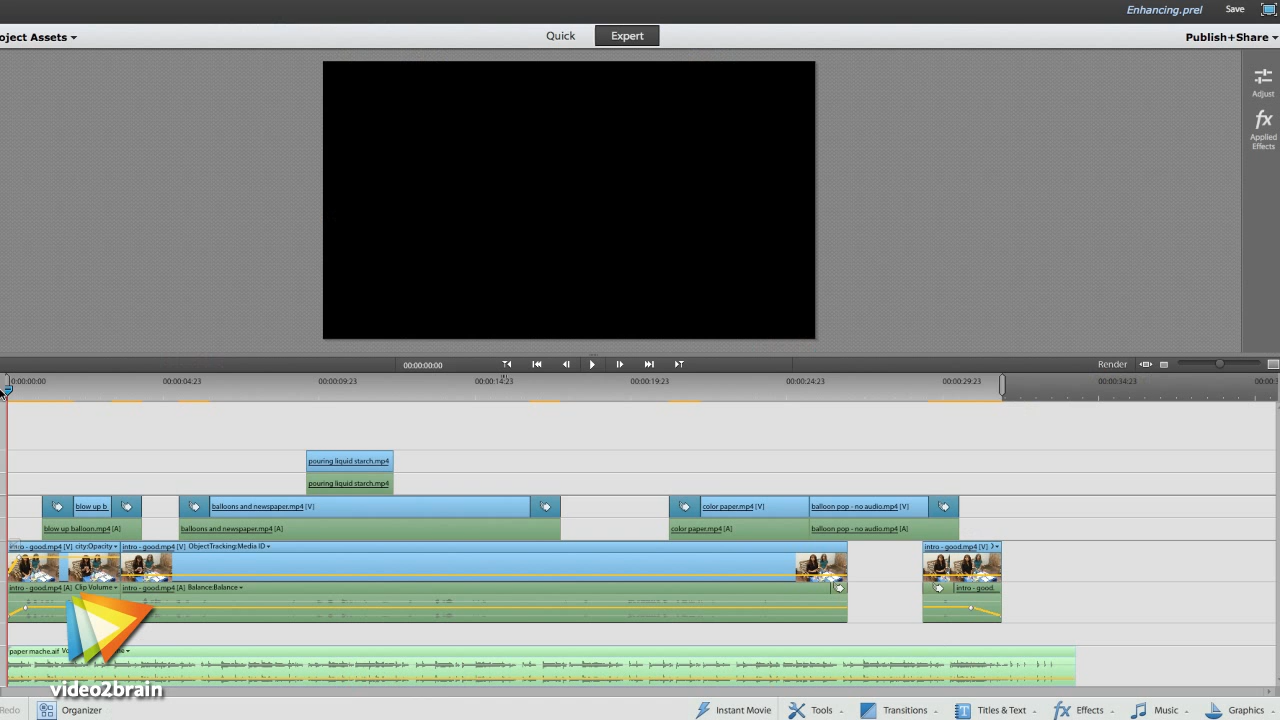 Enhancing.prel Save
oject Assets Quick Expert Publish+Share
Adjust
Applied
Effects
00:00:00:00 Render
0:00:00:00 00:00:04:23 00:00:09:23 00:00:14:23 00:00:19:23 00:00:24:23 00:00:29:23 00:00:34:23 00:00:3
pouring liquid starch.mp4
pouring liquid starch.mp4
blow up b. balloons and newspaper.mp4 [V] color paper.mp4 [V] balloon pop - no audio.mp4 [V]
blow up balloon.mp4 [A] balloons and newspaper.mp4 [A] color paper.mp4 [A] balloon pop - no audio.mp4 [A]
intro - good.mp4 [V] city:Opacity intro - good.mp4 [V] ObjectTracking:Media ID intro - good.mp4 [V]
intro - good.mp4 [A] Clip Volume intro - good.mp4 [A] Balance:Balance intro - good.
paper mache.aif
video2brain
Redo Organizer Instant Movie Tools Transitions Titles & Text Effects Music Graphics